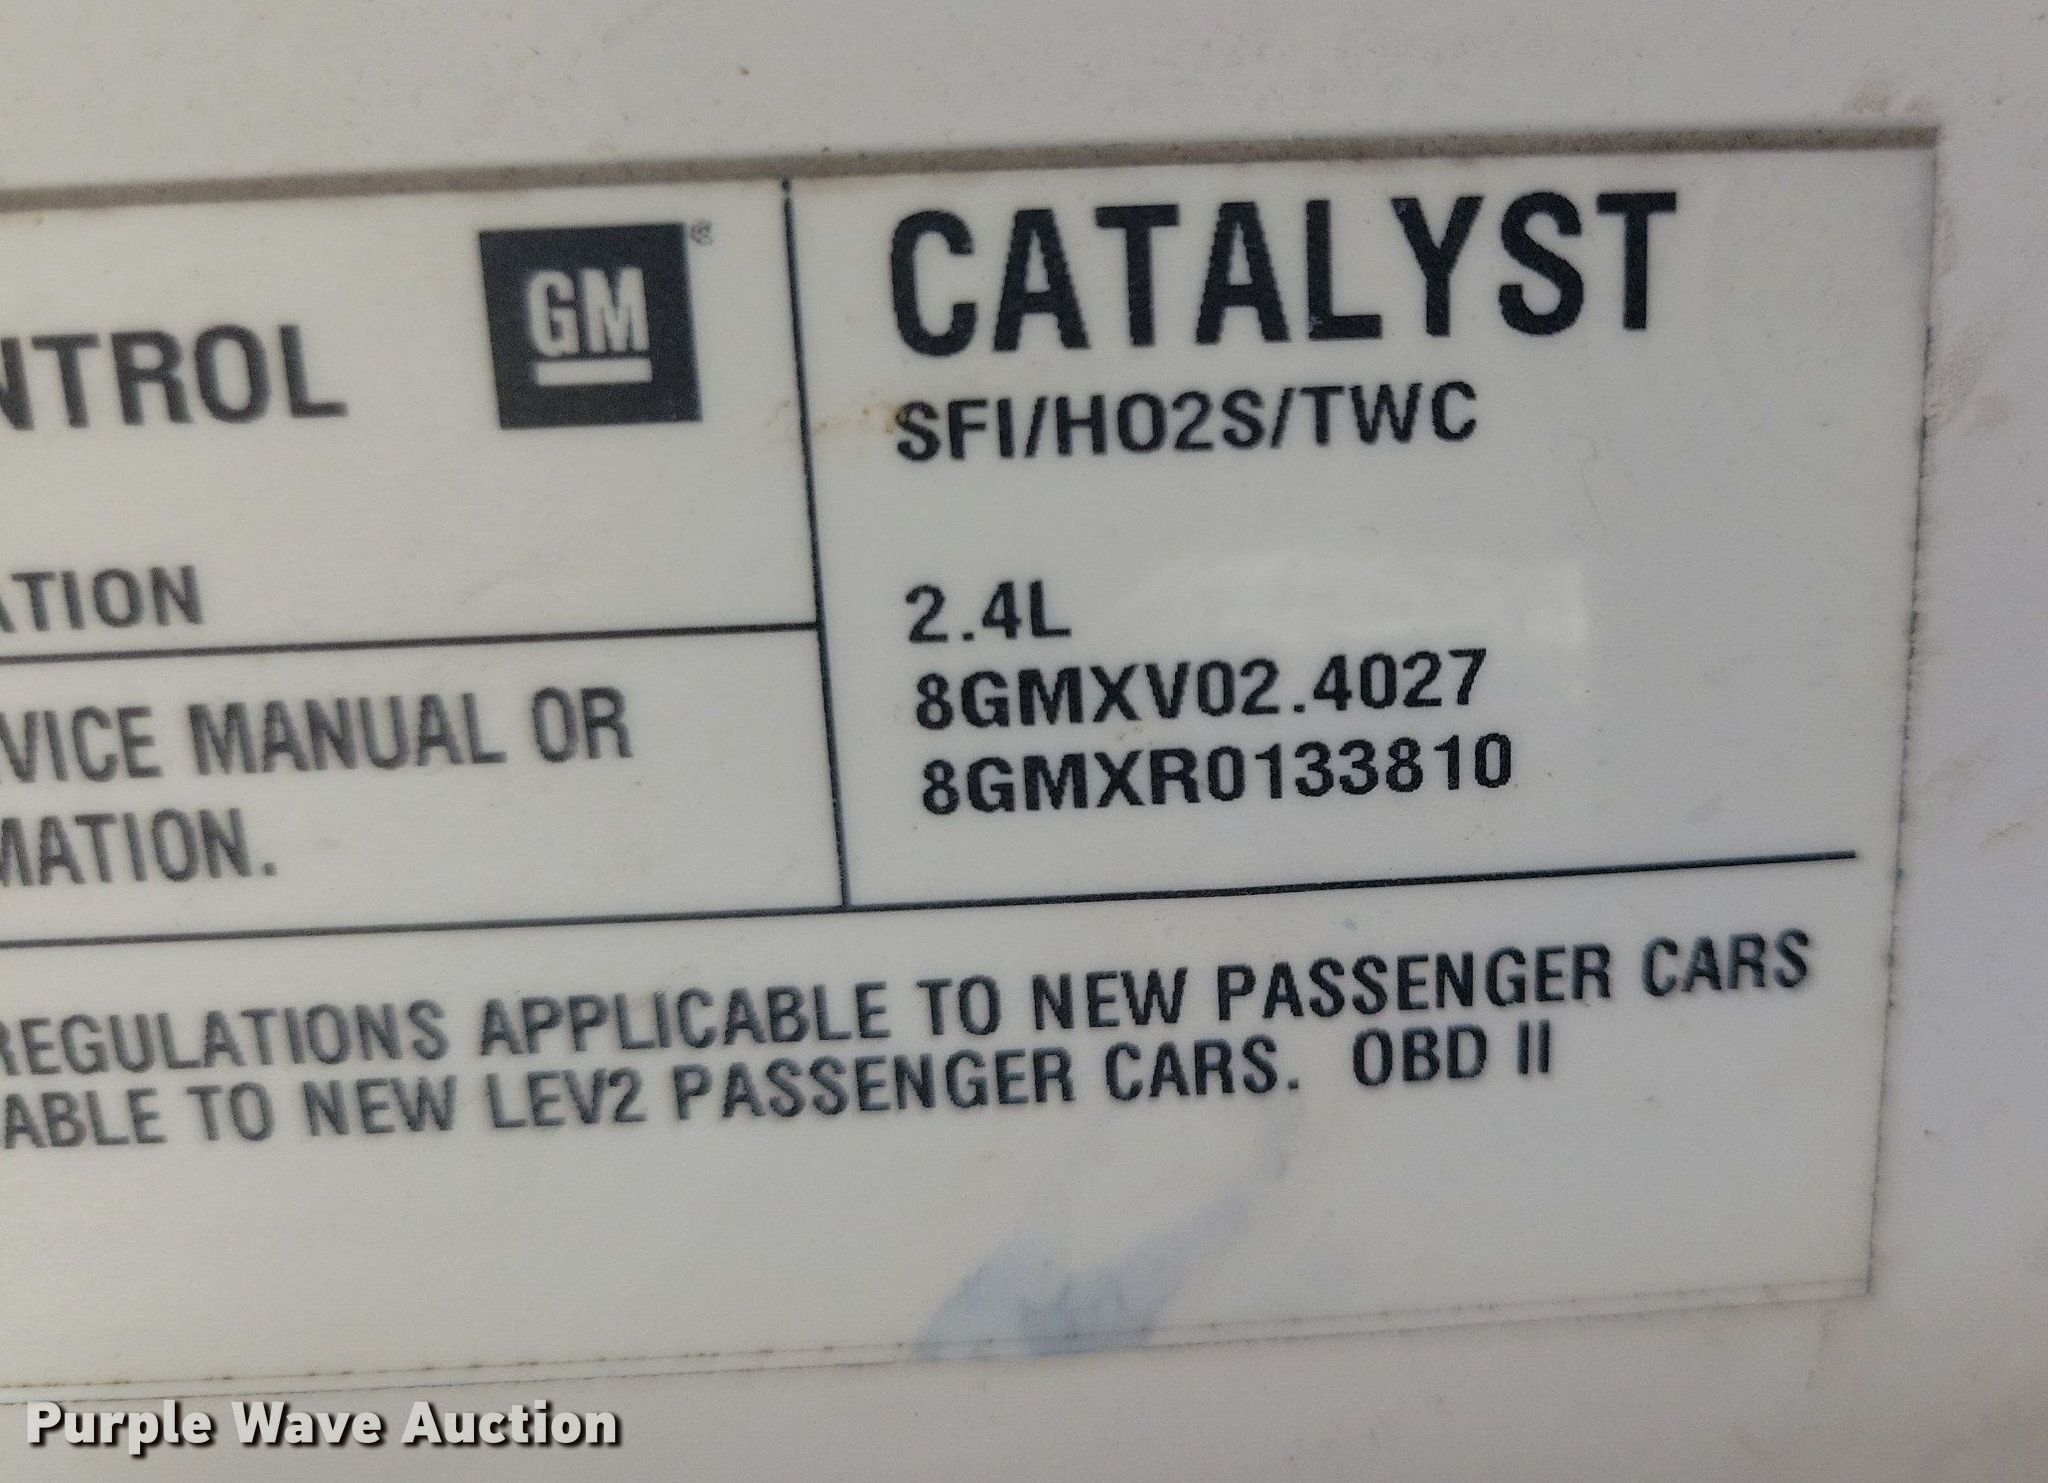 NTROL
GM
CATALYST
SFI/HO2S/TWC
ATION
2.4L
8GMXV02.4027
8GMXR0133810
VICE MANUAL OR
MATION.
REGULATIONS APPLICABLE TO NEW PASSENGER CARS
ABLE TO NEW LEV2 PASSENGER CARS. OBD II
Purple Wave Auction